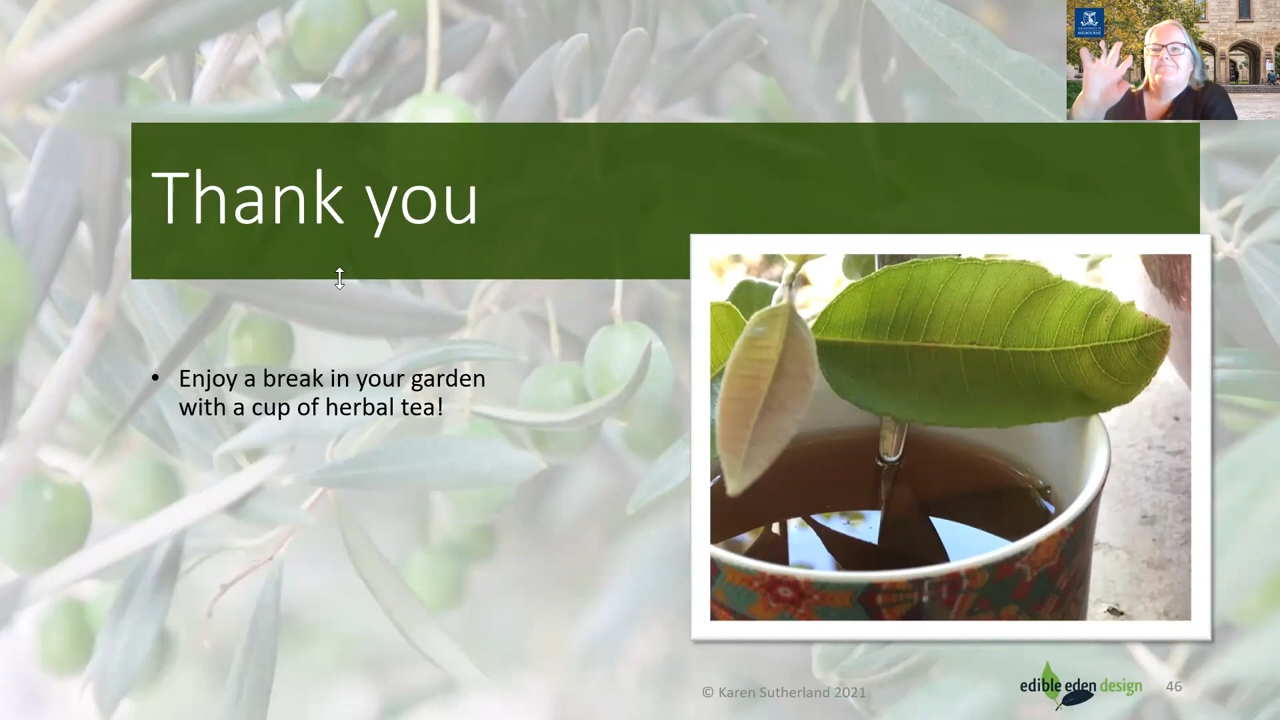 Thank you
• Enjoy a break in your garden
with a cup of herbal tea!
© Karen Sutherland 2021
edible eden design
46
MELBOURNE